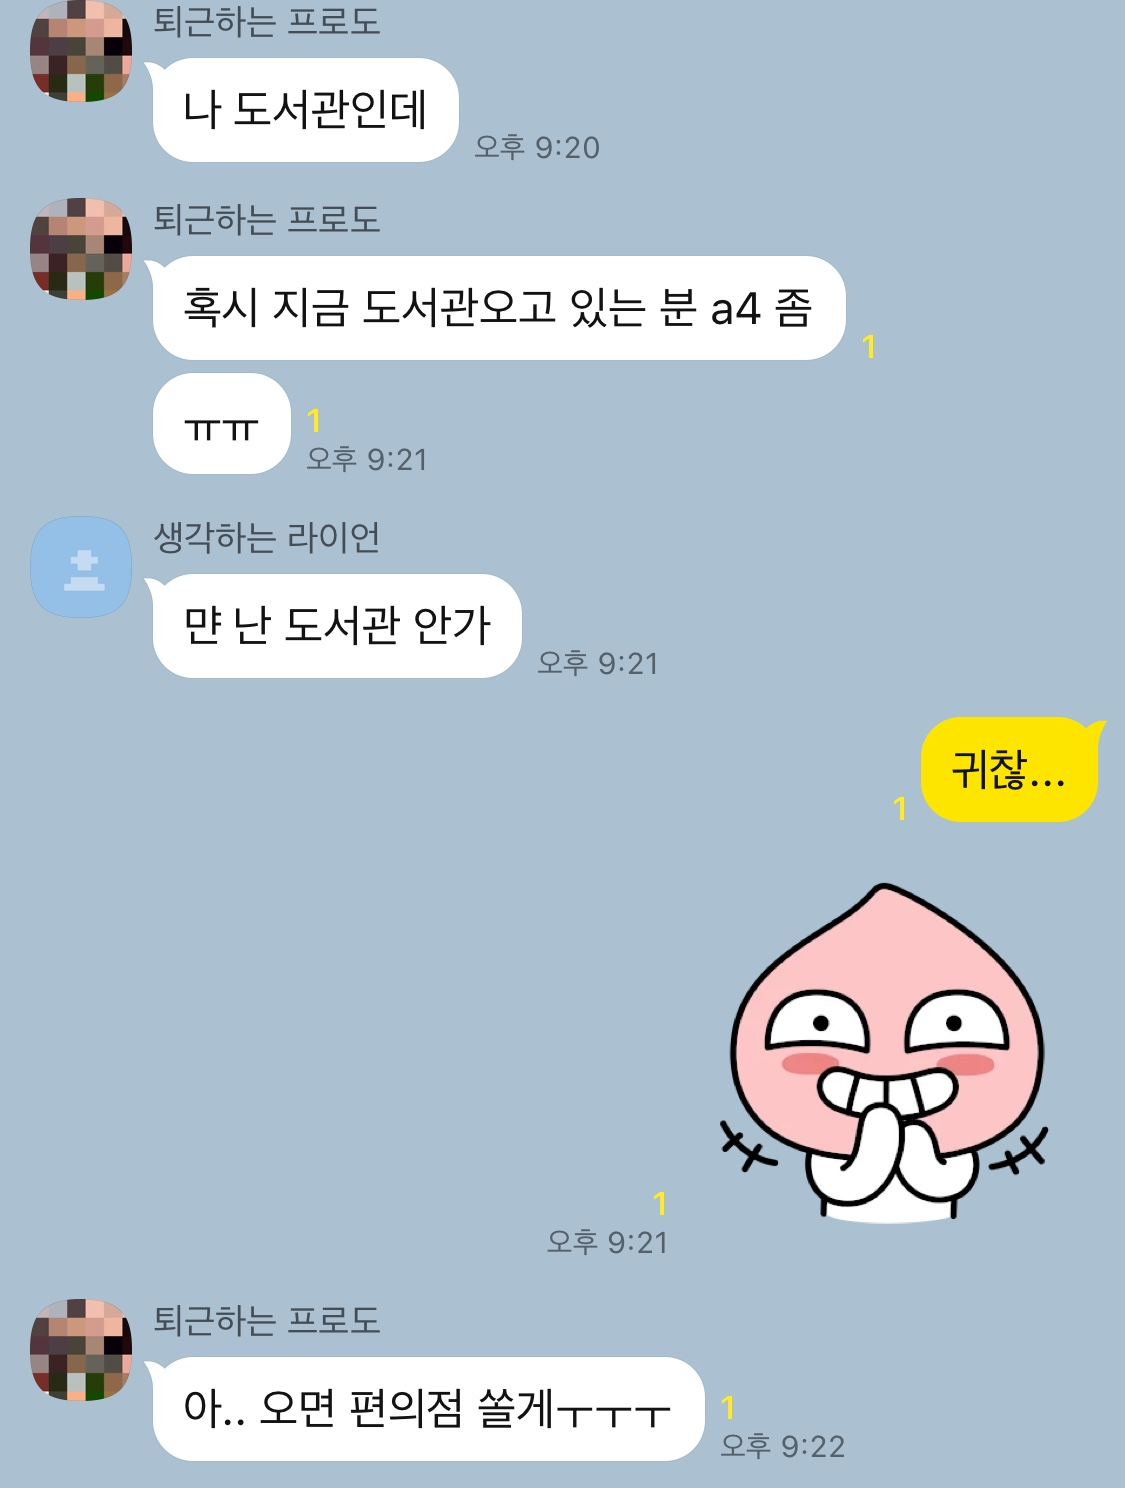 퇴근하는 프로도
나 도서관인데
오후 9:20
퇴근하는 프로도
혹시 지금 도서관오고 있는 분 a4 좀
1
ㅠㅠ
1
오후 9:21
생각하는 라이언
먄 난 도서관 안가
오후 9:21
귀찮...
1
1
오후 9:21
퇴근하는 프로도
아.. 오면 편의점 쏠게ㅜㅜㅜ
1
오후 9:22